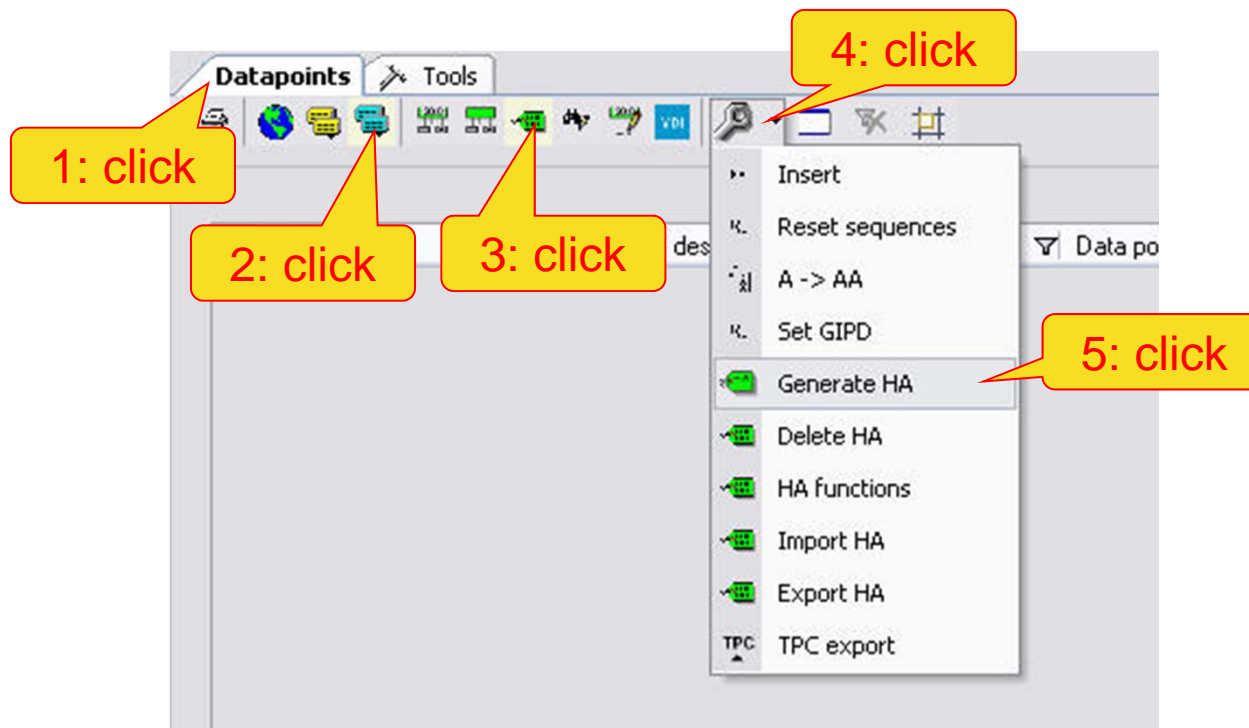 4: click
Datapoints Tools
VDI
1: click
Insert
2: click
3: click
des
Reset sequences
Data po
A -> AA
Set GIPD
5: click
Generate HA
Delete HA
HA functions
Import HA
Export HA
TPC TPC export